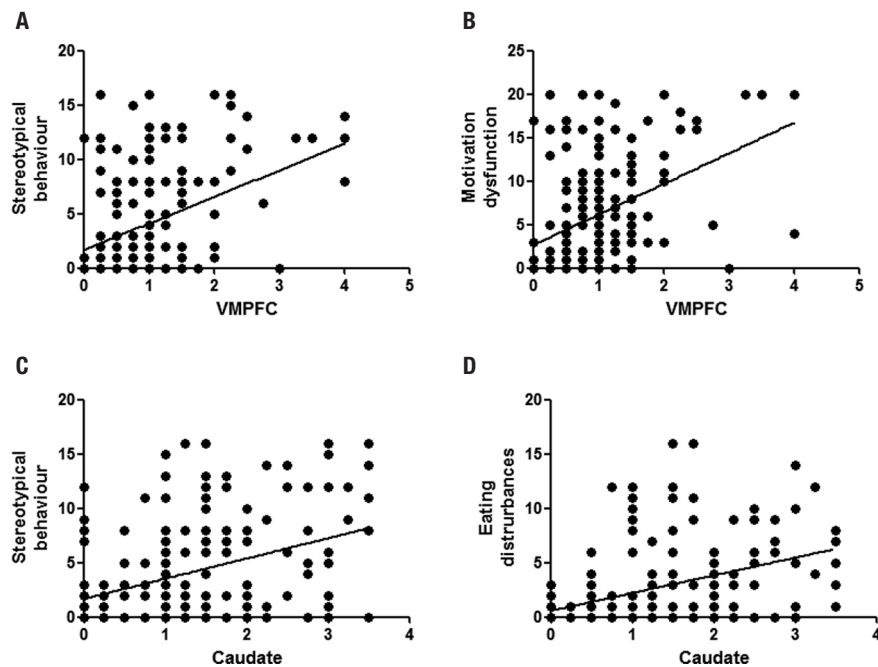 A
20
15
10
5
0
Stereotypical
behaviour
0 1 2 3 4 5
VMPFC
B
25
20
15
10
5
0
Motivation
dysfunction
0 1 2 3 4 5
VMPFC
C
20
15
10
5
0
Stereotypical
behaviour
0 1 2 3 4
Caudate
D
20
15
10
5
0
Eating
distrurbances
0 1 2 3 4
Caudate